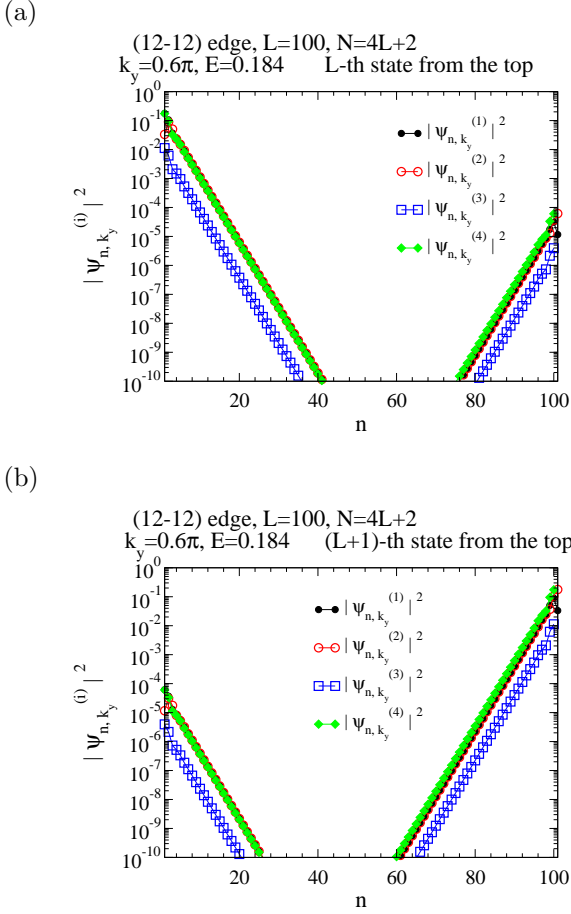 (a)
(12-12) edge, L=100, N=4L+2
k_y=0.6π, E=0.184 L-th state from the top
10^0
10^-1
10^-2
10^-3
10^-4
10^-5
10^-6
10^-7
10^-8
10^-9
10^-10
|ψ_{n, k_y}^{(i)}|^2
|ψ_{n, k_y}^{(1)}|^2
|ψ_{n, k_y}^{(2)}|^2
|ψ_{n, k_y}^{(3)}|^2
|ψ_{n, k_y}^{(4)}|^2
20 40 60 80 100
n
(b)
(12-12) edge, L=100, N=4L+2
k_y=0.6π, E=0.184 (L+1)-th state from the top
10^0
10^-1
10^-2
10^-3
10^-4
10^-5
10^-6
10^-7
10^-8
10^-9
10^-10
|ψ_{n, k_y}^{(i)}|^2
|ψ_{n, k_y}^{(1)}|^2
|ψ_{n, k_y}^{(2)}|^2
|ψ_{n, k_y}^{(3)}|^2
|ψ_{n, k_y}^{(4)}|^2
20 40 60 80 100
n